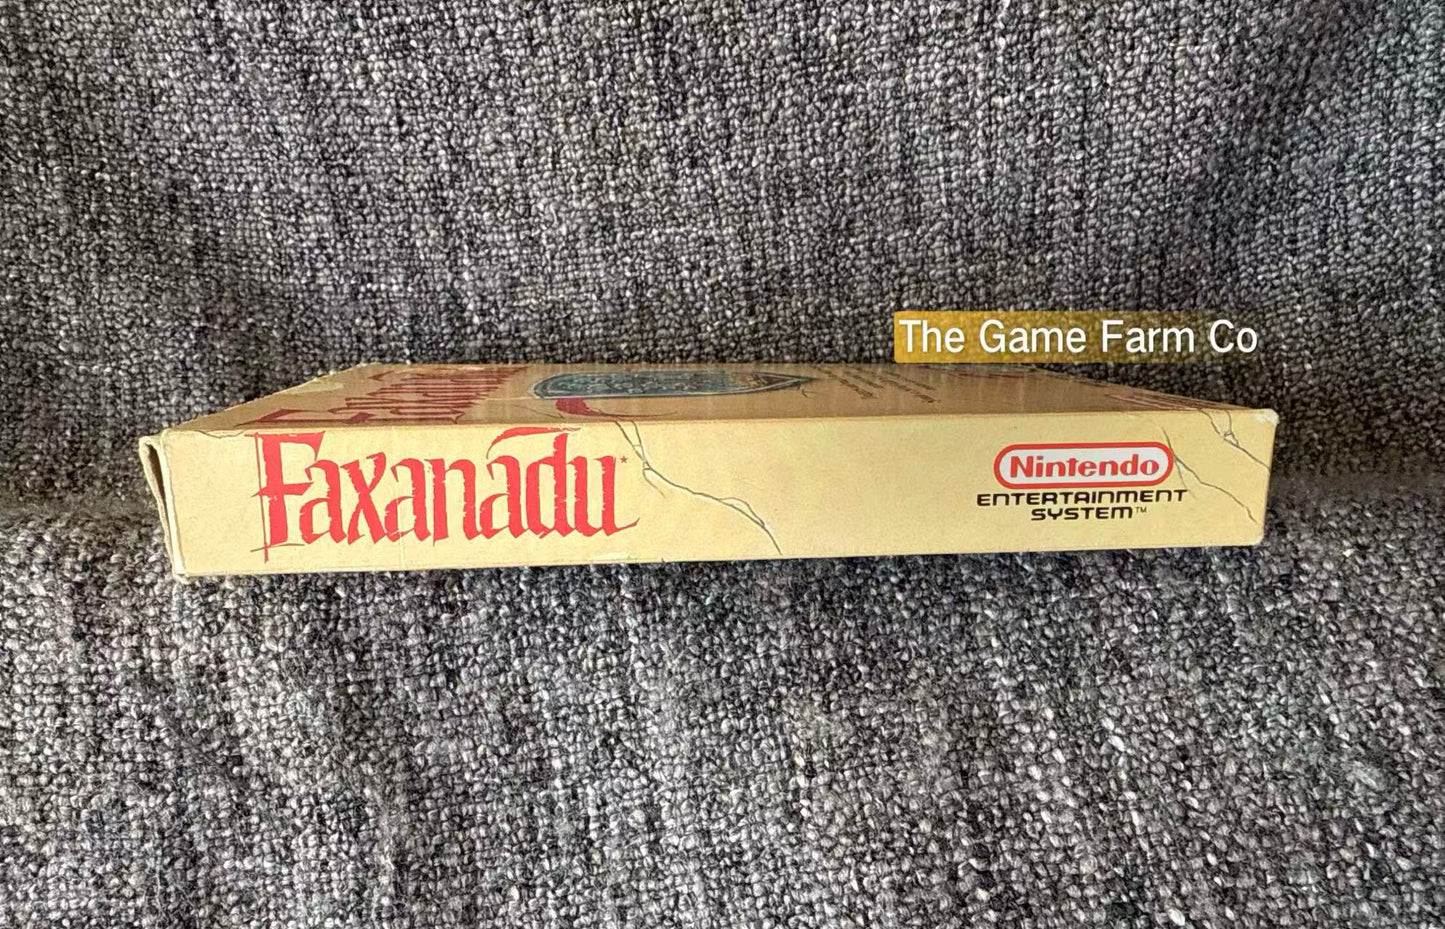 The Game Farm Co
Faxanadu*
Nintendo
ENTERTAINMENT
SYSTEM™